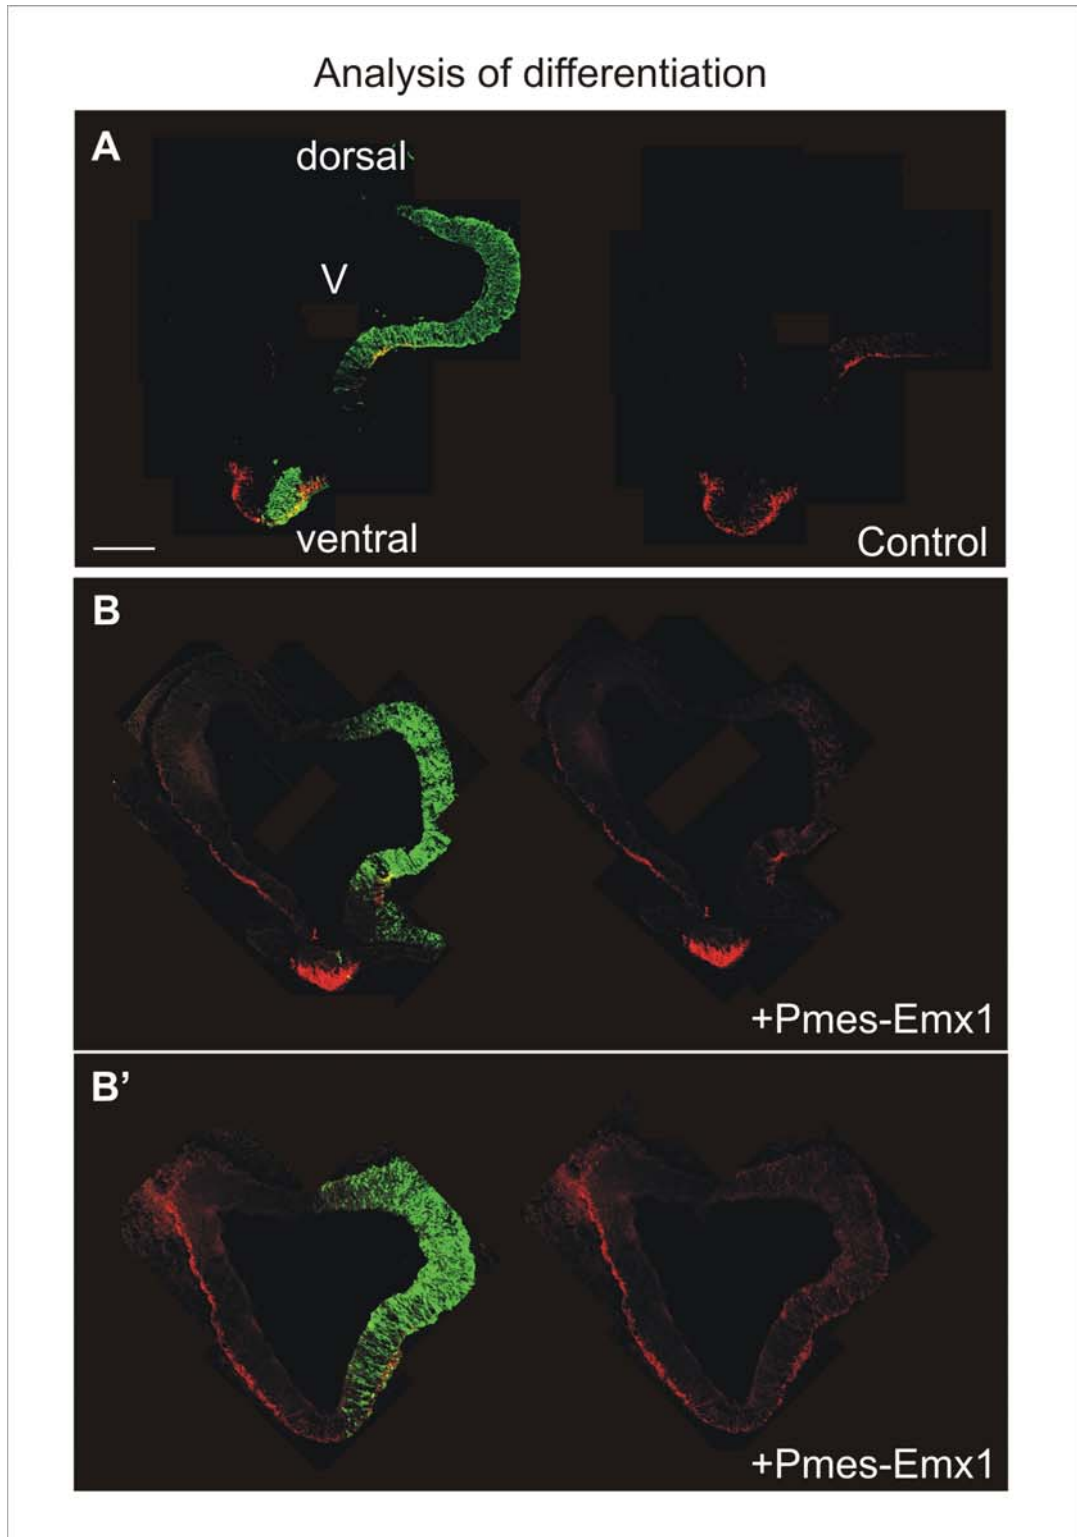 Analysis of differentiation
A
dorsal
V
ventral
Control
B
+Pmes-Emx1
B’
+Pmes-Emx1